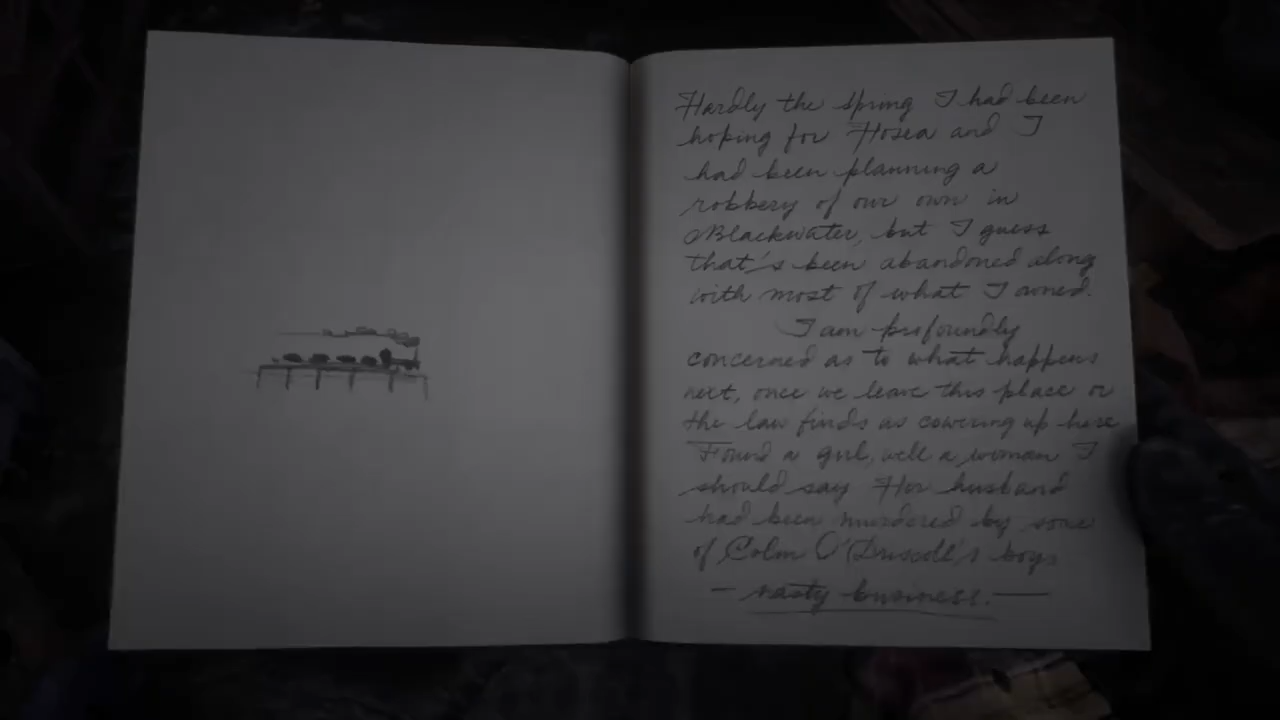 Hardly the spring I had been
hoping for Hosea and I
had been planning a
robbery of our own in
Blackwater, but I guess
that's been abandoned along
with most of what I owned.
I am profoundly
concerned as to what happens
next, once we leave this place or
the law finds us cowering up here
Found a girl, well a woman I
should say Her husband
had been murdered by some
of Colm O'Driscoll's boys
— nasty business. —